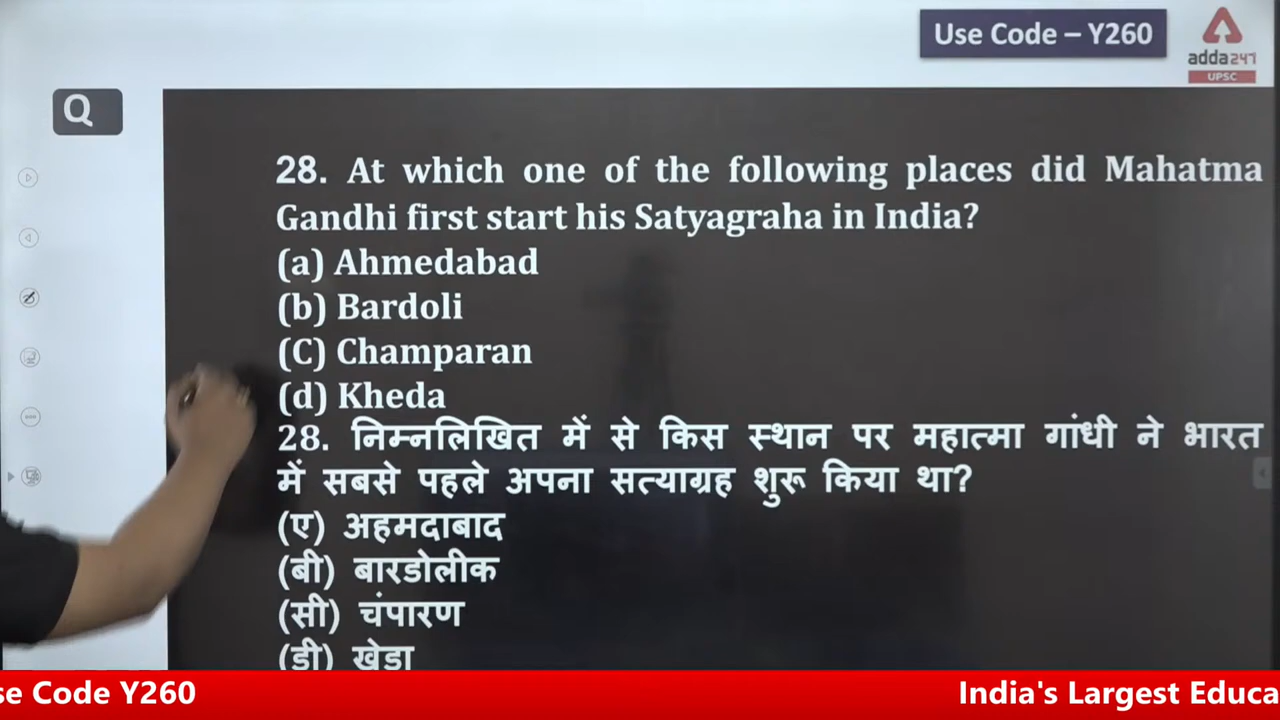 Use Code – Y260
adda247
UPSC
Q
28. At which one of the following places did Mahatma
Gandhi first start his Satyagraha in India?
(a) Ahmedabad
(b) Bardoli
(C) Champaran
(d) Kheda
28. निम्नलिखित में से किस स्थान पर महात्मा गांधी ने भारत
में सबसे पहले अपना सत्याग्रह शुरू किया था?
(ए) अहमदाबाद
(बी) बारडोलीक
(सी) चंपारण
(डी) खेडा
se Code Y260
India's Largest Educa